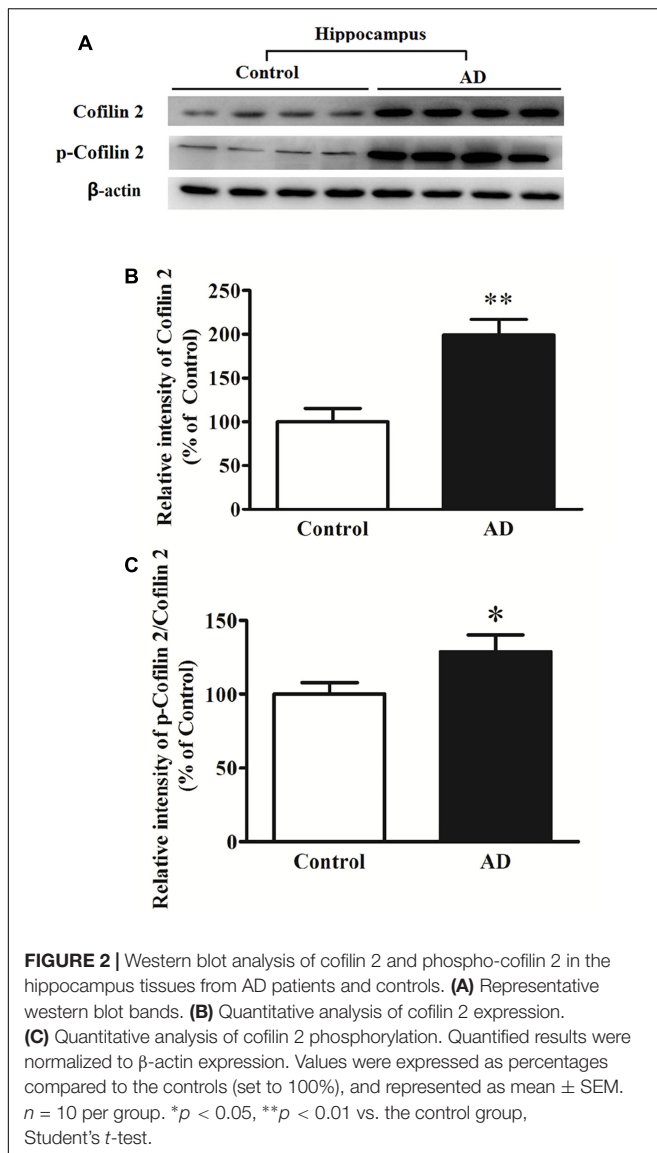 A
Hippocampus
Control AD
Cofilin 2
p-Cofilin 2
β-actin
B
Relative intensity of Cofilin 2
(% of Control)
250
200
150
100
50
0
**
Control AD
C
Relative intensity of p-Cofilin 2/Cofilin 2
(% of Control)
150
100
50
0
*
Control AD
FIGURE 2 | Western blot analysis of cofilin 2 and phospho-cofilin 2 in the
hippocampus tissues from AD patients and controls. (A) Representative
western blot bands. (B) Quantitative analysis of cofilin 2 expression.
(C) Quantitative analysis of cofilin 2 phosphorylation. Quantified results were
normalized to β-actin expression. Values were expressed as percentages
compared to the controls (set to 100%), and represented as mean ± SEM.
n = 10 per group. *p < 0.05, **p < 0.01 vs. the control group,
Student's t-test.